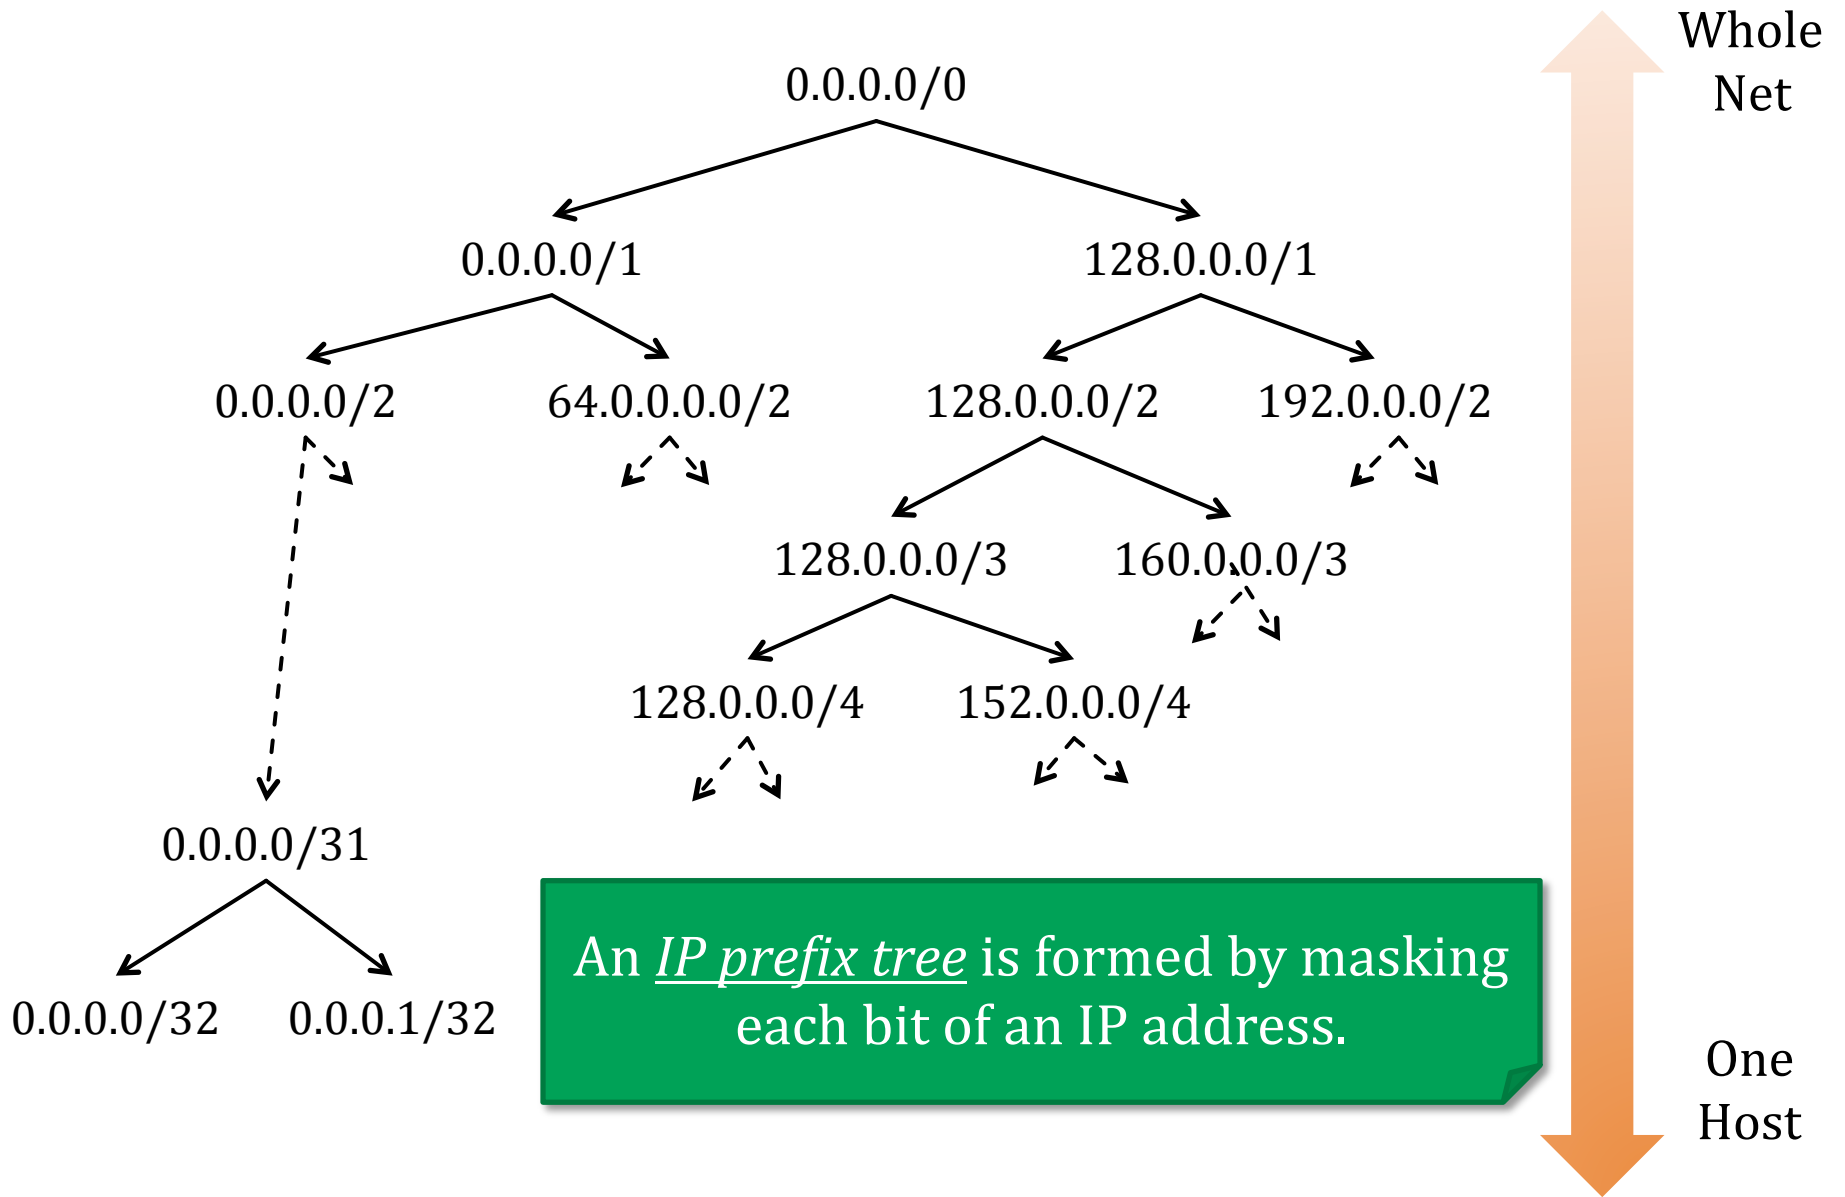 Whole
Net
0.0.0.0/0
0.0.0.0/1
128.0.0.0/1
0.0.0.0/2
64.0.0.0.0/2
128.0.0.0/2
192.0.0.0/2
128.0.0.0/3
160.0.0.0/3
128.0.0.0/4
152.0.0.0/4
0.0.0.0/31
0.0.0.0/32
0.0.0.1/32
An IP prefix tree is formed by masking
each bit of an IP address.
One
Host